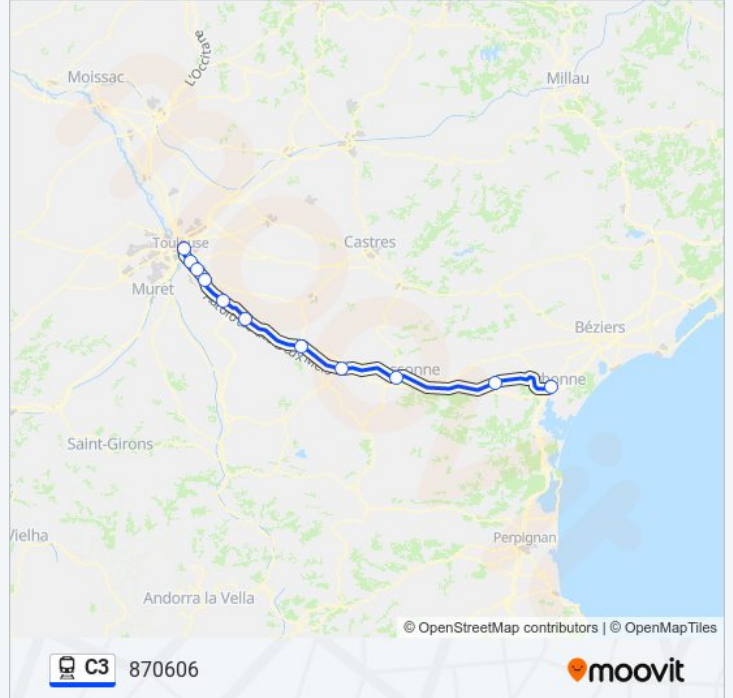 L'Occitane
Moissac
Millau
Toulouse
Castres
Muret
Béziers
Saint-Girons
Vielha
Perpignan
Andorra la Vella
© OpenStreetMap contributors | © OpenMapTiles
C3 870606
moovit